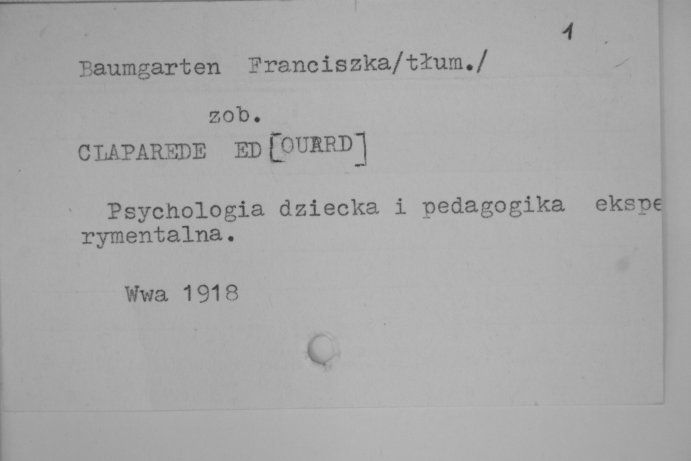 1
Baumgarten Franciszka/tłum./
zob.
CLAPAREDE ED[OUARD]
Psychologia dziecka i pedagogika ekspe
rymentalna.
Wwa 1918